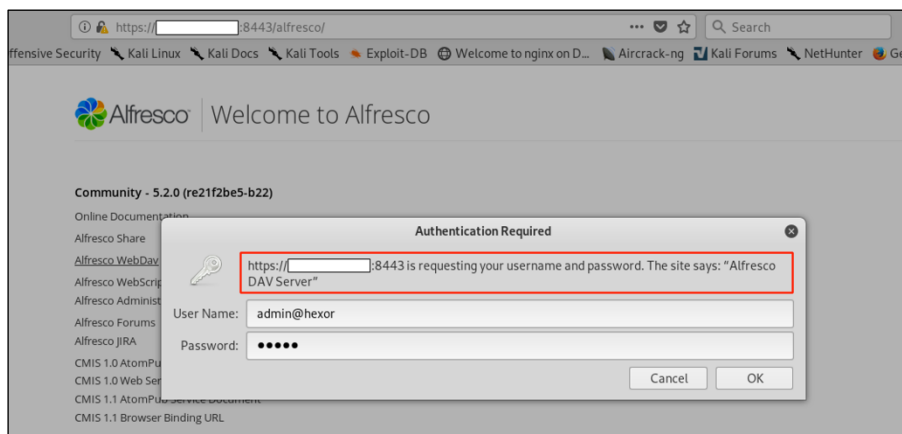 https:// :8443/alfresco/ Search
ffensive Security Kali Linux Kali Docs Kali Tools Exploit-DB Welcome to nginx on D... Aircrack-ng Kali Forums NetHunter Ge
Alfresco Welcome to Alfresco
Community - 5.2.0 (re21f2be5-b22)
Online Documentation
Alfresco Share
Alfresco WebDav
Alfresco WebScrip
Alfresco Administ
Alfresco Forums
Alfresco JIRA
CMIS 1.0 AtomPu
CMIS 1.0 Web Ser
CMIS 1.1 AtomPub Service Document
CMIS 1.1 Browser Binding URL
Authentication Required
https:// :8443 is requesting your username and password. The site says: "Alfresco
DAV Server"
User Name: admin@hexor
Password: •••••
Cancel OK